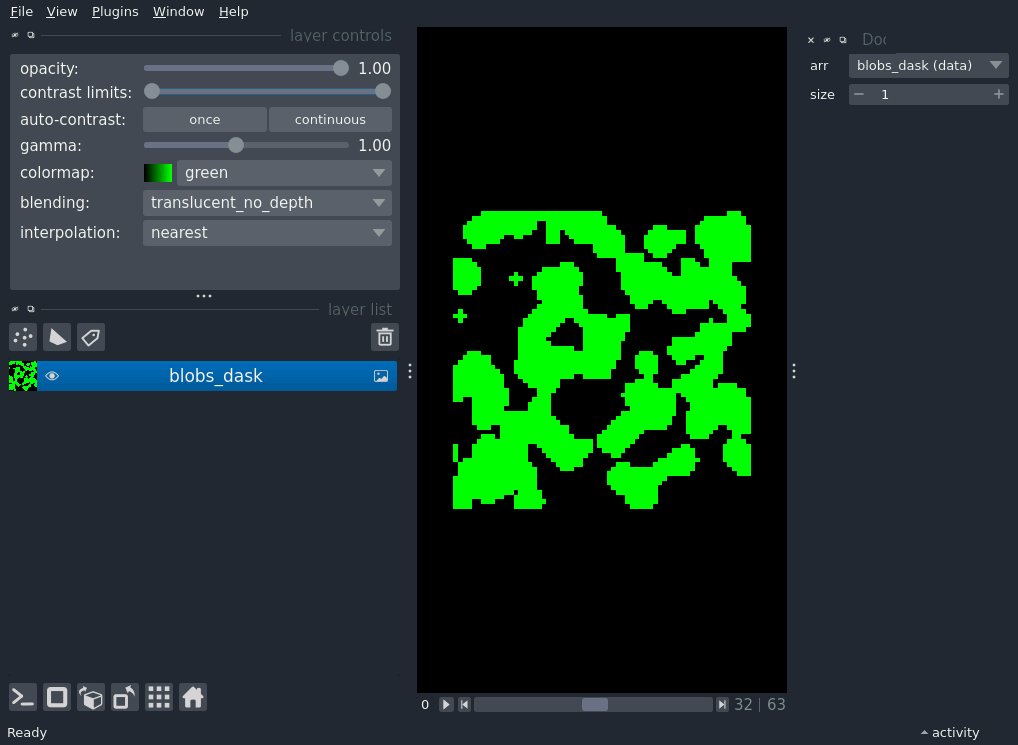 File View Plugins Window Help
layer controls
opacity: 1.00
contrast limits:
auto-contrast: once continuous
gamma: 1.00
colormap: green
blending: translucent_no_depth
interpolation: nearest
layer list
blobs_dask
Doc
arr blobs_dask (data)
size 1
0 32 | 63
Ready
activity